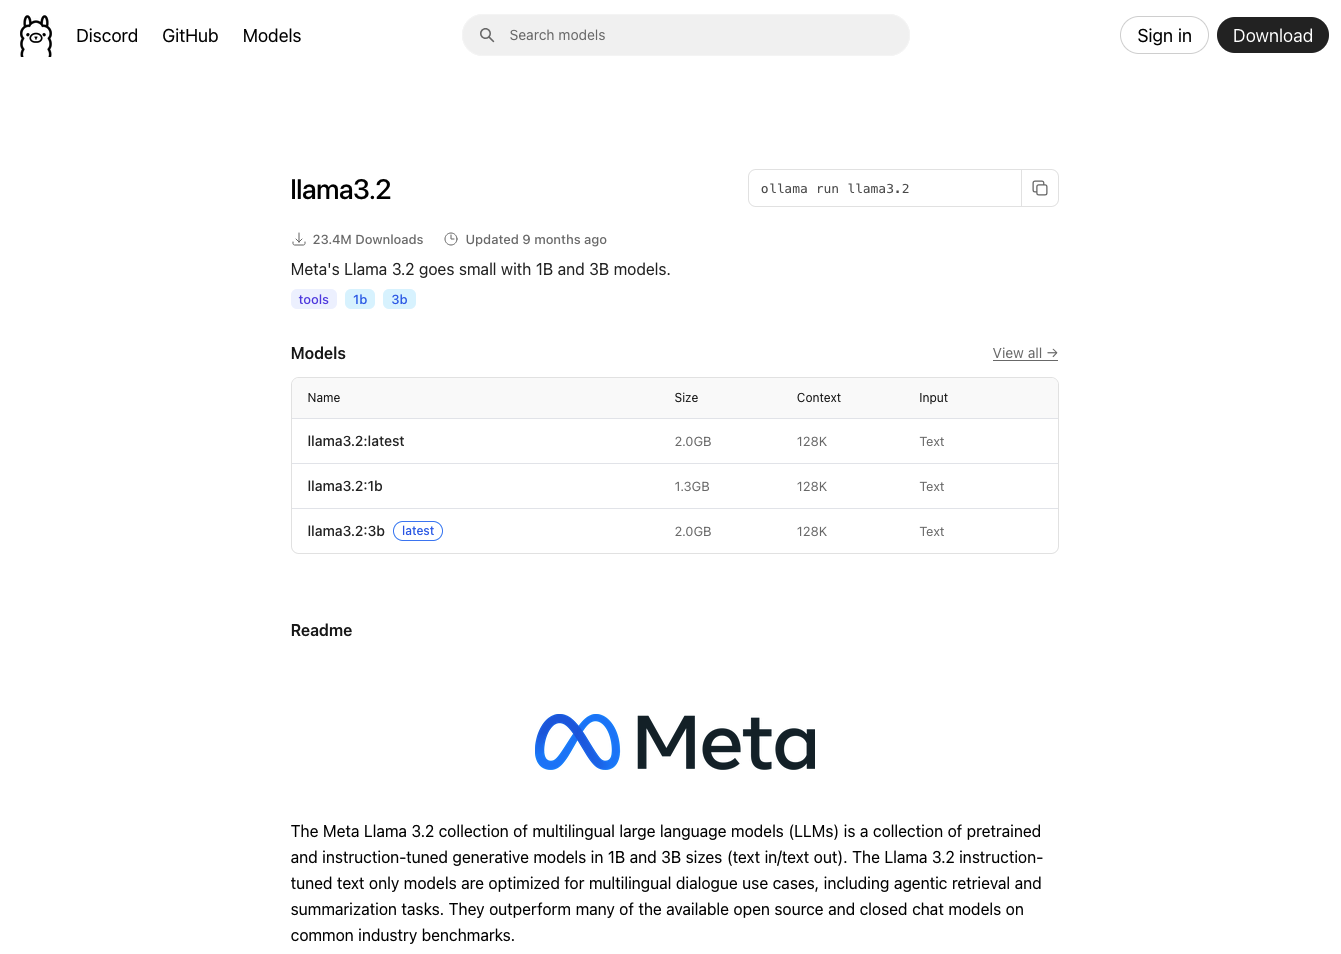 Discord GitHub Models Search models Sign in Download
llama3.2
ollama run llama3.2
23.4M Downloads Updated 9 months ago
Meta's Llama 3.2 goes small with 1B and 3B models.
tools 1b 3b
Models View all →
Name Size Context Input
llama3.2:latest 2.0GB 128K Text
llama3.2:1b 1.3GB 128K Text
llama3.2:3b latest 2.0GB 128K Text
Readme
Meta
The Meta Llama 3.2 collection of multilingual large language models (LLMs) is a collection of pretrained
and instruction-tuned generative models in 1B and 3B sizes (text in/text out). The Llama 3.2 instruction-
tuned text only models are optimized for multilingual dialogue use cases, including agentic retrieval and
summarization tasks. They outperform many of the available open source and closed chat models on
common industry benchmarks.